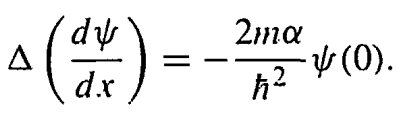 Δ(dψ/dx) = −(2mα/ℏ²)ψ(0).